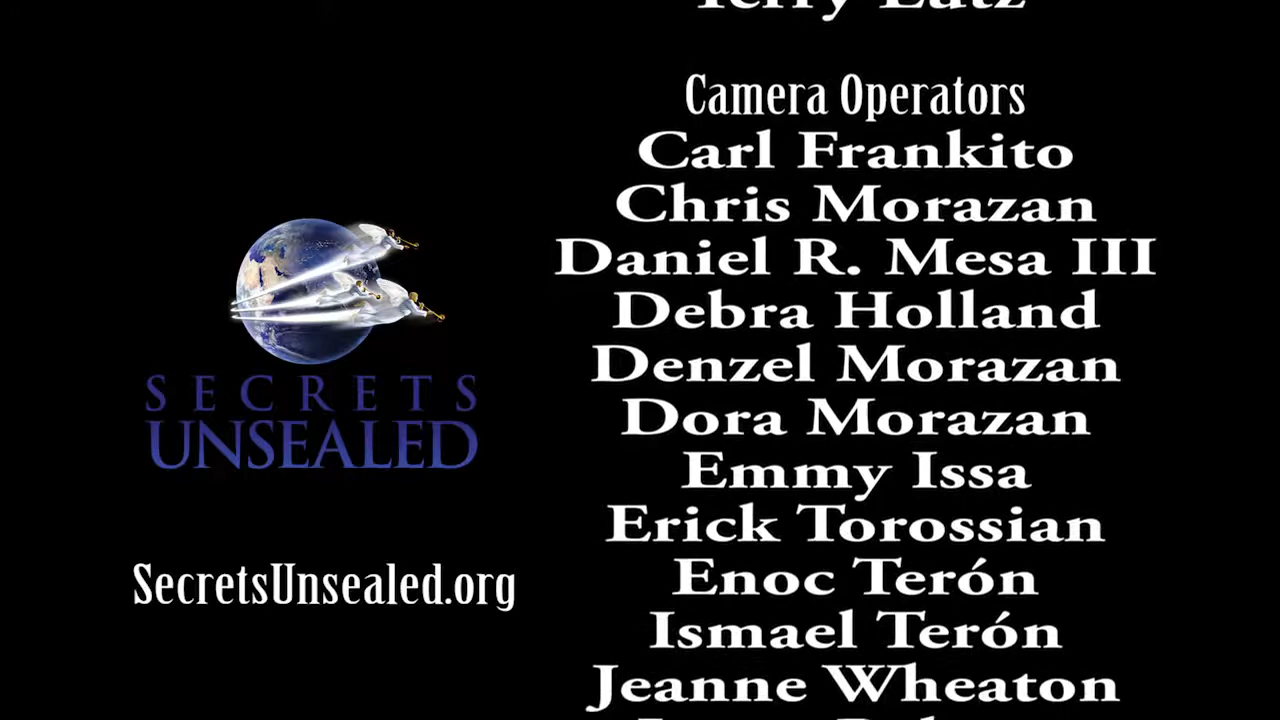 Camera Operators
Carl Frankito
Chris Morazan
Daniel R. Mesa III
Debra Holland
Denzel Morazan
Dora Morazan
Emmy Issa
Erick Torossian
Enoc Terón
Ismael Terón
Jeanne Wheaton
SECRETS
UNSEALED
SecretsUnsealed.org